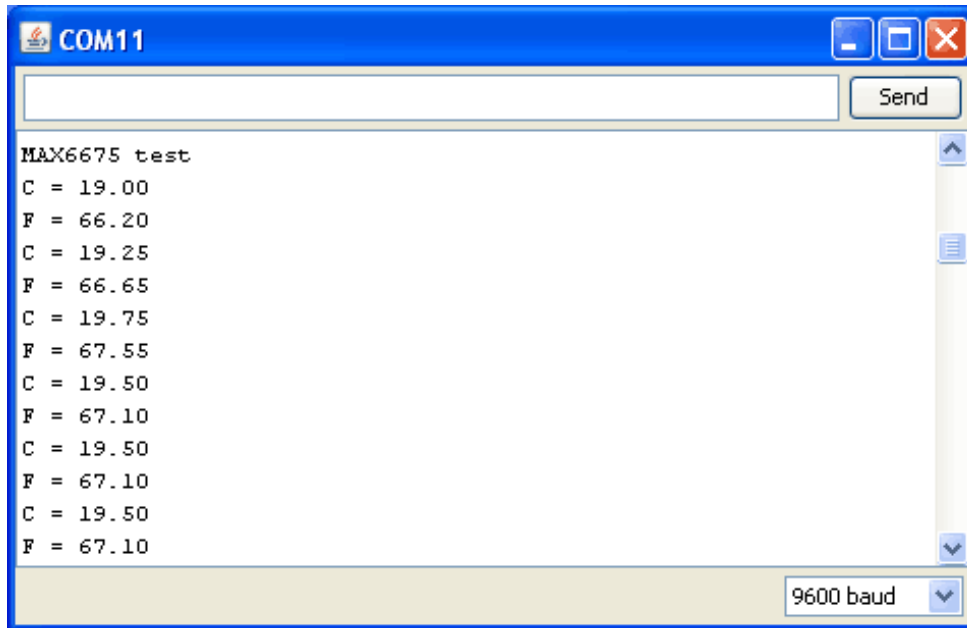 COM11
Send
MAX6675 test
C = 19.00
F = 66.20
C = 19.25
F = 66.65
C = 19.75
F = 67.55
C = 19.50
F = 67.10
C = 19.50
F = 67.10
C = 19.50
F = 67.10
9600 baud